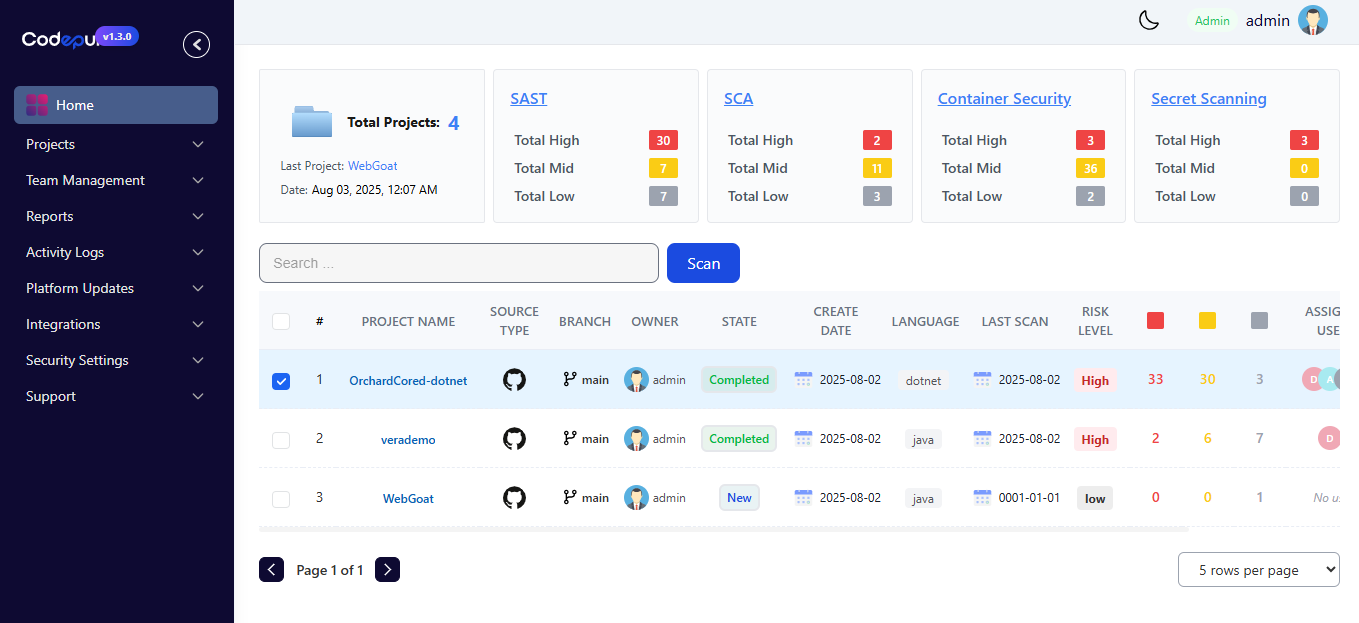 Codepu v1.3.0
Admin admin
Home
Projects
Team Management
Reports
Activity Logs
Platform Updates
Integrations
Security Settings
Support
Total Projects: 4
Last Project: WebGoat
Date: Aug 03, 2025, 12:07 AM
SAST
Total High 30
Total Mid 7
Total Low 7
SCA
Total High 2
Total Mid 11
Total Low 3
Container Security
Total High 3
Total Mid 36
Total Low 2
Secret Scanning
Total High 3
Total Mid 0
Total Low 0
Search ... Scan
# PROJECT NAME SOURCE TYPE BRANCH OWNER STATE CREATE DATE LANGUAGE LAST SCAN RISK LEVEL ASSIG USE
1 OrchardCored-dotnet main admin Completed 2025-08-02 dotnet 2025-08-02 High 33 30 3 D A
2 verademo main admin Completed 2025-08-02 java 2025-08-02 High 2 6 7 D
3 WebGoat main admin New 2025-08-02 java 0001-01-01 low 0 0 1 No u
Page 1 of 1 5 rows per page